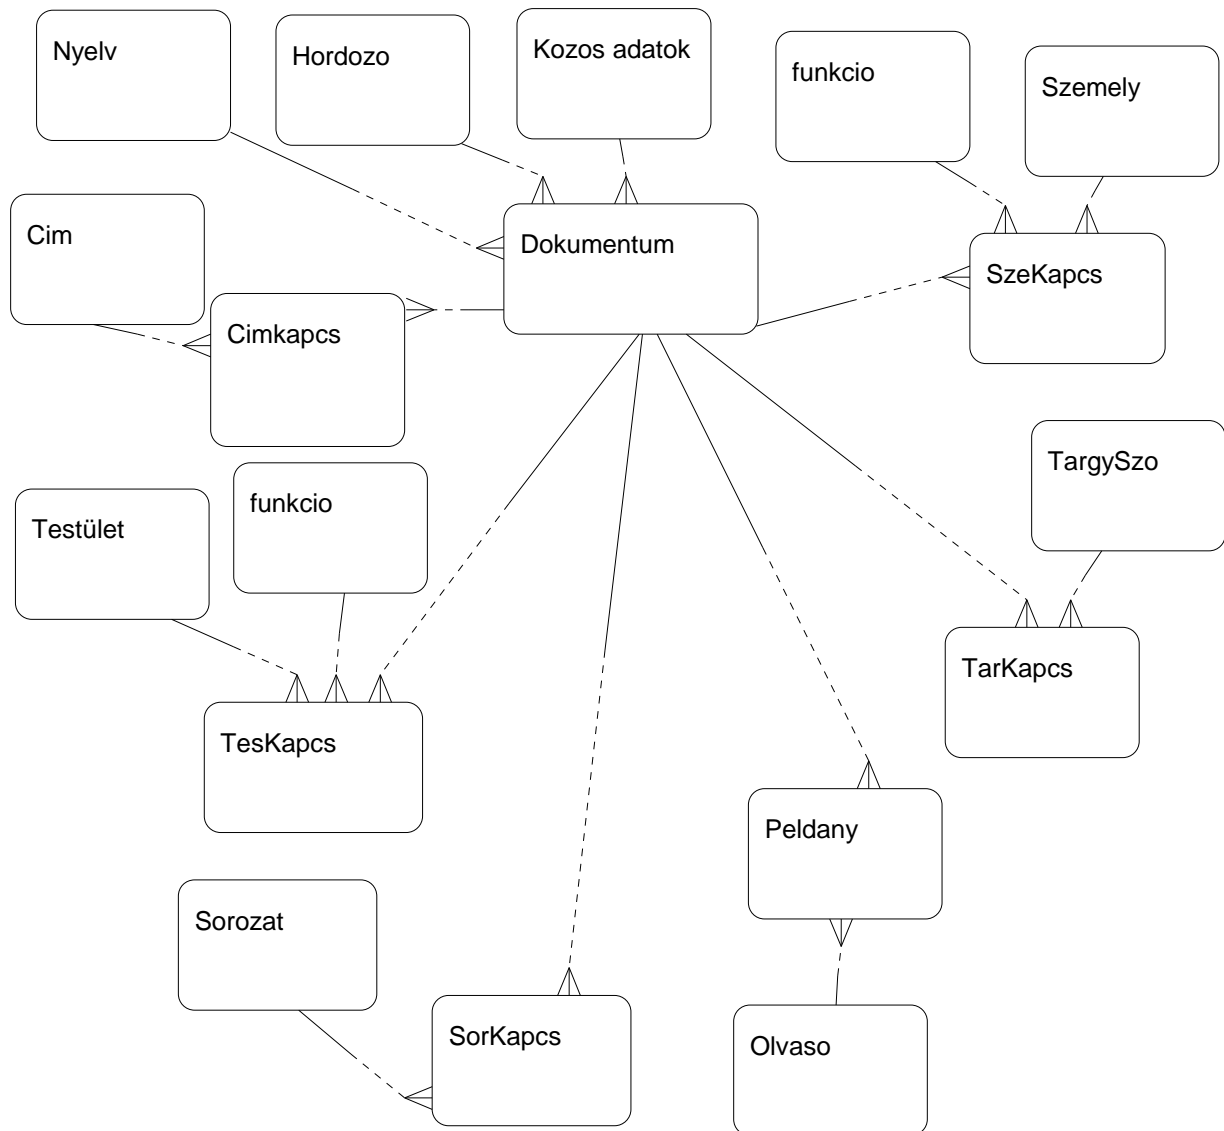 Nyelv
Hordozo
Kozos adatok
funkcio
Szemely
Cim
Dokumentum
SzeKapcs
Cimkapcs
TargySzo
Testület
funkcio
TarKapcs
TesKapcs
Peldany
Sorozat
SorKapcs
Olvaso